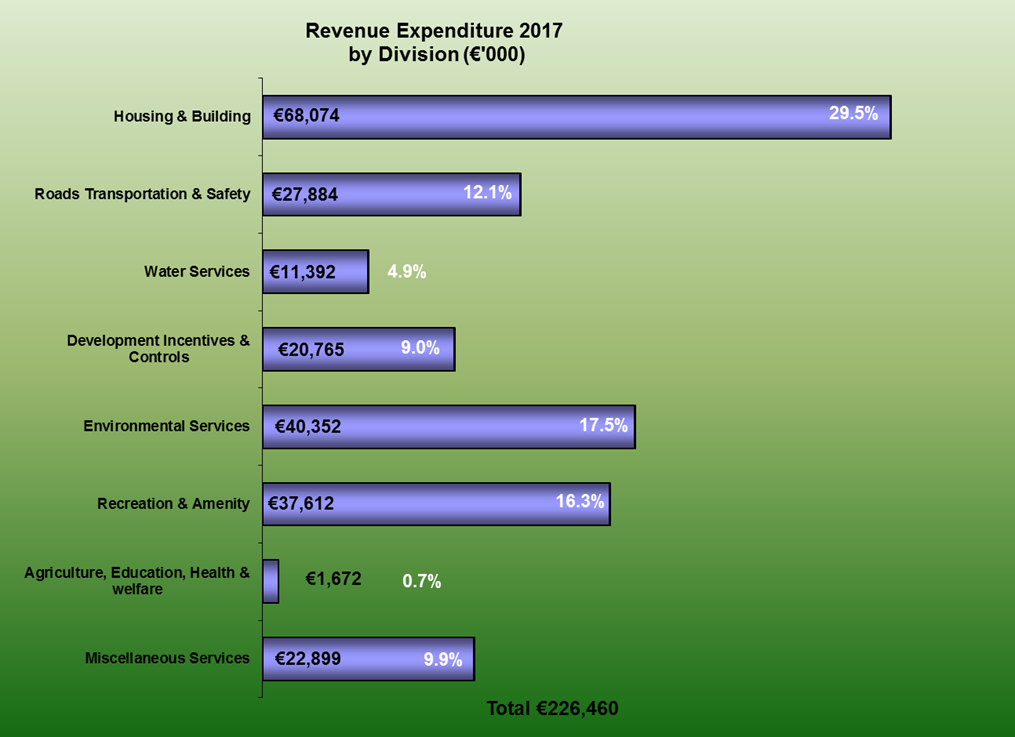 Revenue Expenditure 2017
by Division (€'000)
Housing & Building
€68,074
29.5%
Roads Transportation & Safety
€27,884
12.1%
Water Services
€11,392
4.9%
Development Incentives &
Controls
€20,765
9.0%
Environmental Services
€40,352
17.5%
Recreation & Amenity
€37,612
16.3%
Agriculture, Education, Health &
welfare
€1,672
0.7%
Miscellaneous Services
€22,899
9.9%
Total €226,460